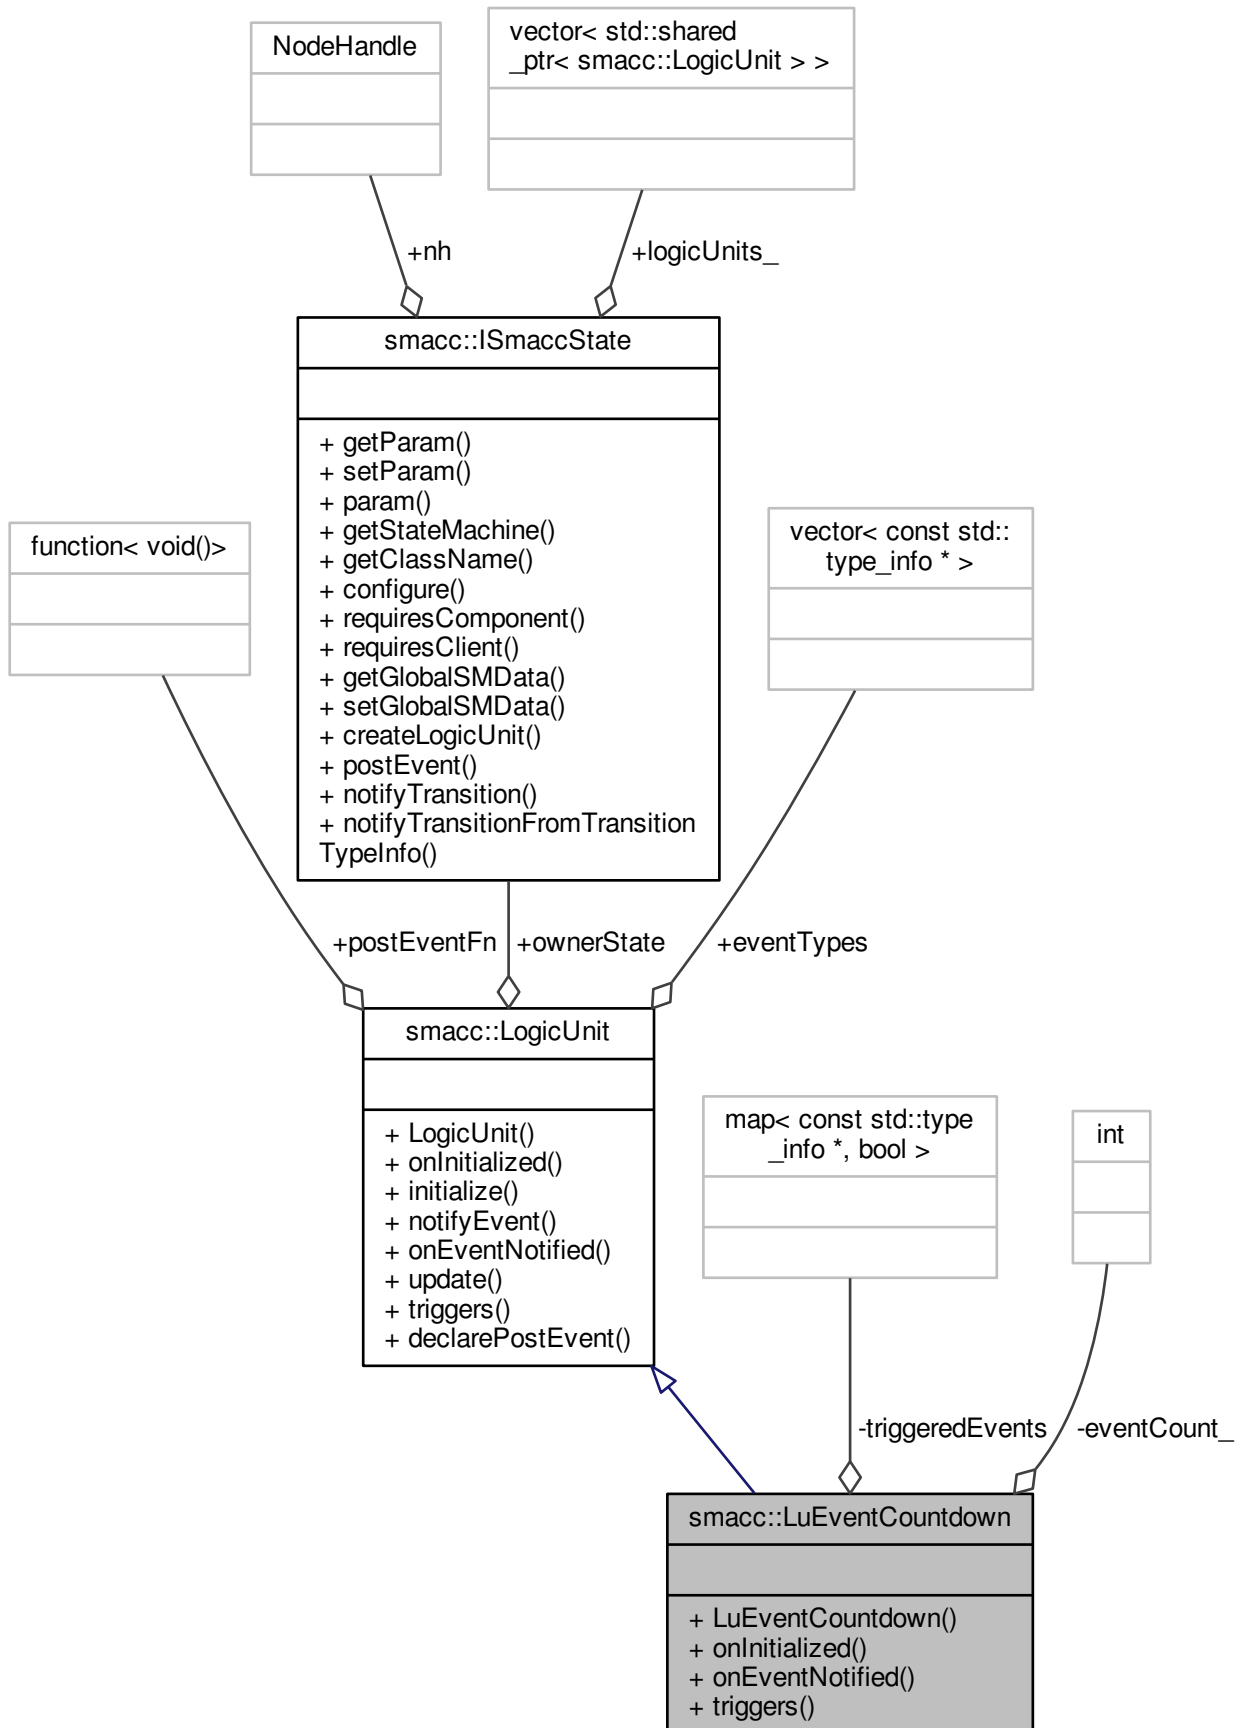 NodeHandle
vector< std::shared
_ptr< smacc::LogicUnit > >
+nh
+logicUnits_
smacc::ISmaccState
+ getParam()
+ setParam()
+ param()
+ getStateMachine()
+ getClassName()
+ configure()
+ requiresComponent()
+ requiresClient()
+ getGlobalSMData()
+ setGlobalSMData()
+ createLogicUnit()
+ postEvent()
+ notifyTransition()
+ notifyTransitionFromTransition
TypeInfo()
function< void()>
vector< const std::
type_info * >
+postEventFn
+ownerState
+eventTypes
smacc::LogicUnit
+ LogicUnit()
+ onInitialized()
+ initialize()
+ notifyEvent()
+ onEventNotified()
+ update()
+ triggers()
+ declarePostEvent()
map< const std::type
_info *, bool >
int
-triggeredEvents
-eventCount_
smacc::LuEventCountdown
+ LuEventCountdown()
+ onInitialized()
+ onEventNotified()
+ triggers()